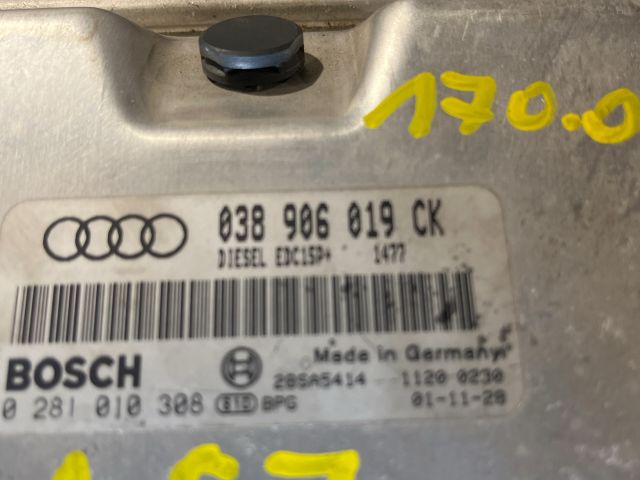 170.0
038 906 019 CK
DIESEL EDC15P+ 1477
BOSCH
Made in Germany
28SA5414 1120 0230
0 281 010 308 BPG 01-11-28